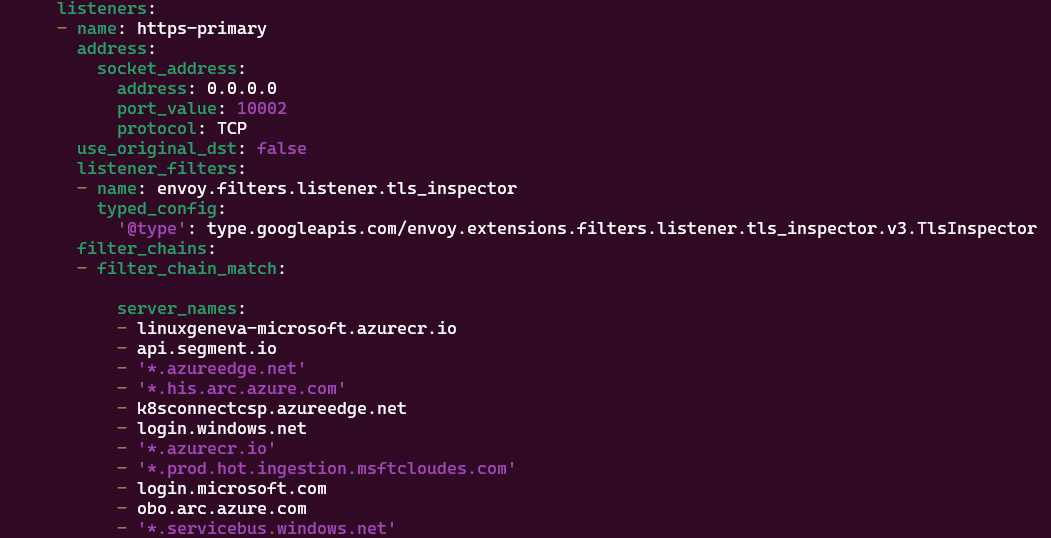 listeners:
- name: https-primary
address:
socket_address:
address: 0.0.0.0
port_value: 10002
protocol: TCP
use_original_dst: false
listener_filters:
- name: envoy.filters.listener.tls_inspector
typed_config:
'@type': type.googleapis.com/envoy.extensions.filters.listener.tls_inspector.v3.TlsInspector
filter_chains:
- filter_chain_match:
server_names:
- linuxgeneva-microsoft.azurecr.io
- api.segment.io
- '*.azureedge.net'
- '*.his.arc.azure.com'
- k8sconnectcsp.azureedge.net
- login.windows.net
- '*.azurecr.io'
- '*.prod.hot.ingestion.msftcloudes.com'
- login.microsoft.com
- obo.arc.azure.com
- '*.servicebus.windows.net'